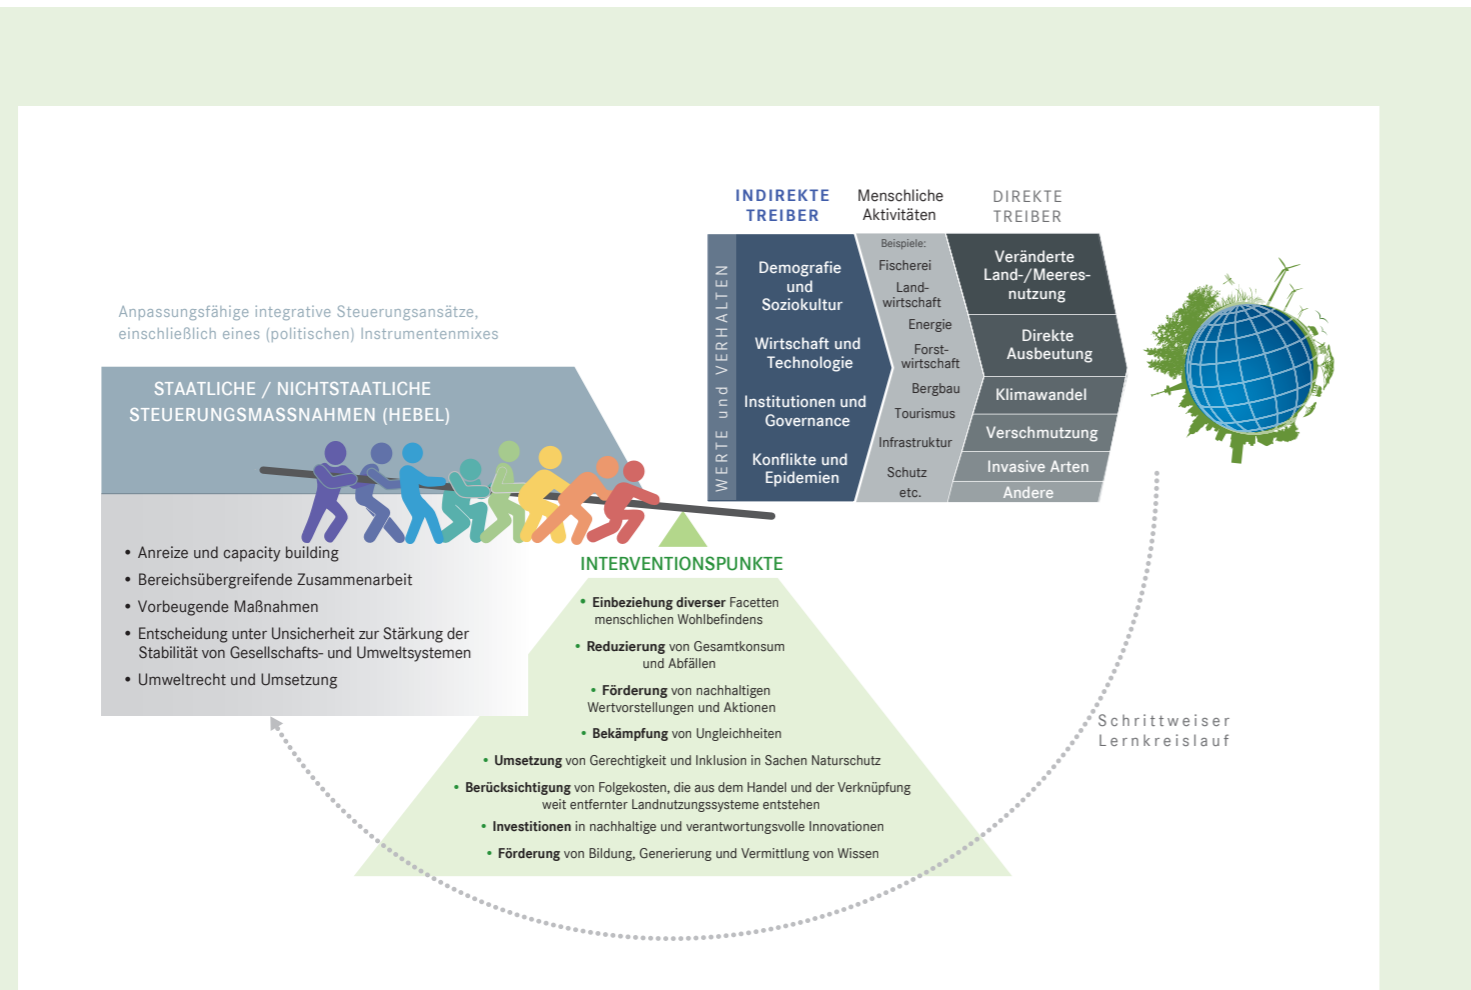 Anpassungsfähige integrative Steuerungsansätze,
einschließlich eines (politischen) Instrumentenmixes
STAATLICHE / NICHTSTAATLICHE
STEUERUNGSMASSNAHMEN (HEBEL)
• Anreize und capacity building
• Bereichsübergreifende Zusammenarbeit
• Vorbeugende Maßnahmen
• Entscheidung unter Unsicherheit zur Stärkung der
Stabilität von Gesellschafts- und Umweltsystemen
• Umweltrecht und Umsetzung
INTERVENTIONSPUNKTE
• Einbeziehung diverser Facetten
menschlichen Wohlbefindens
• Reduzierung von Gesamtkonsum
und Abfällen
• Förderung von nachhaltigen
Wertvorstellungen und Aktionen
• Bekämpfung von Ungleichheiten
• Umsetzung von Gerechtigkeit und Inklusion in Sachen Naturschutz
• Berücksichtigung von Folgekosten, die aus dem Handel und der Verknüpfung
weit entfernter Landnutzungssysteme entstehen
• Investitionen in nachhaltige und verantwortungsvolle Innovationen
• Förderung von Bildung, Generierung und Vermittlung von Wissen
INDIREKTE
TREIBER
WERTE und VERHALTEN
Demografie
und
Soziokultur
Wirtschaft und
Technologie
Institutionen und
Governance
Konflikte und
Epidemien
Menschliche
Aktivitäten
Beispiele:
Fischerei
Land-
wirtschaft
Energie
Forst-
wirtschaft
Bergbau
Tourismus
Infrastruktur
Schutz
etc.
DIREKTE
TREIBER
Veränderte
Land-/Meeres-
nutzung
Direkte
Ausbeutung
Klimawandel
Verschmutzung
Invasive Arten
Andere
Schrittweiser
Lernkreislauf